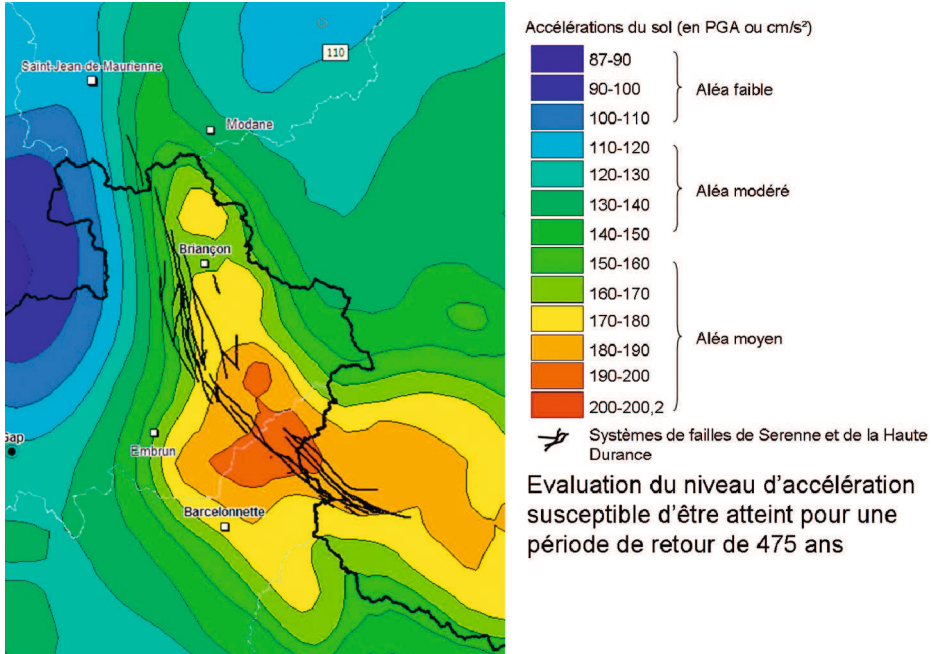 110
Saint-Jean-de-Maurienne
Modane
Briançon
Gap
Embrun
Barcelonnette
Accélérations du sol (en PGA ou cm/s²)
87-90
90-100
100-110
Aléa faible
110-120
120-130
130-140
140-150
Aléa modéré
150-160
160-170
170-180
180-190
190-200
200-200,2
Aléa moyen
Systèmes de failles de Serenne et de la Haute
Durance
Evaluation du niveau d'accélération
susceptible d'être atteint pour une
période de retour de 475 ans